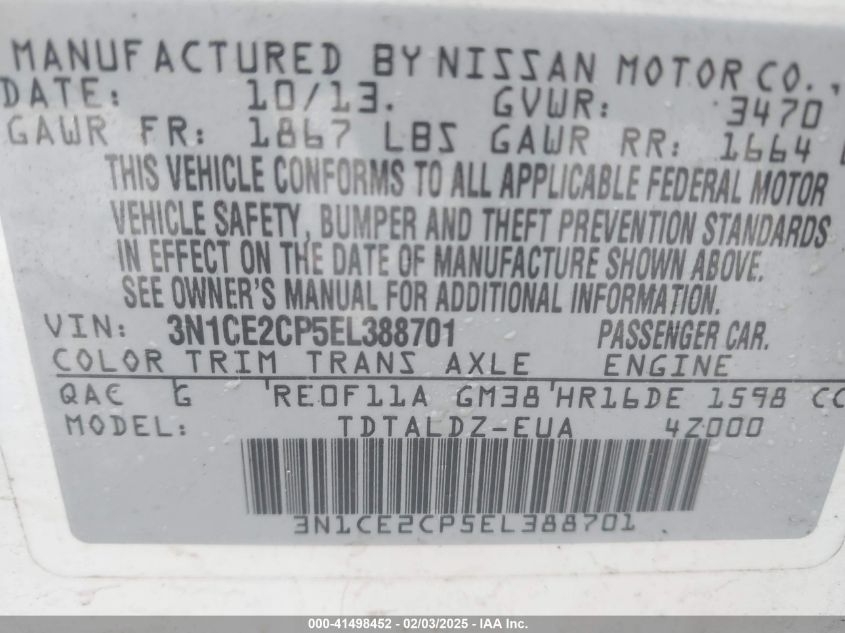 MANUFACTURED BY NISSAN MOTOR CO.,
DATE: 10/13. GVWR: 3470
GAWR FR: 1867 LBS GAWR RR: 1664
THIS VEHICLE CONFORMS TO ALL APPLICABLE FEDERAL MOTOR
VEHICLE SAFETY, BUMPER AND THEFT PREVENTION STANDARDS
IN EFFECT ON THE DATE OF MANUFACTURE SHOWN ABOVE.
SEE OWNER'S MANUAL FOR ADDITIONAL INFORMATION.
VIN: 3N1CE2CP5EL388701 PASSENGER CAR.
COLOR TRIM TRANS AXLE ENGINE
QAC G RE0F11A GM38 HR16DE 1598 CC
MODEL: TDTALDZ-EUA 4Z000
3N1CE2CP5EL388701
000-41498452 - 02/03/2025 - IAA Inc.